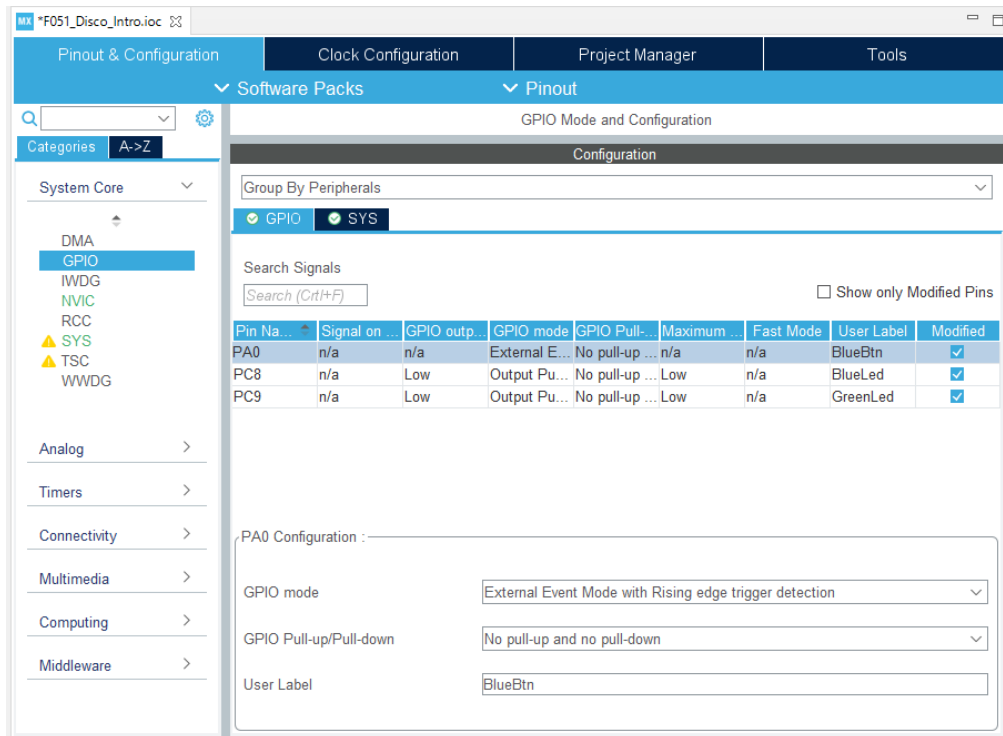 MX *F051_Disco_Intro.ioc
Pinout & Configuration Clock Configuration Project Manager Tools
Software Packs Pinout
GPIO Mode and Configuration
Categories A->Z
Configuration
System Core
Group By Peripherals
GPIO SYS
DMA
GPIO
IWDG
NVIC
RCC
SYS
TSC
WWDG
Search Signals
Search (Crtl+F)
Show only Modified Pins
Pin Na... Signal on ... GPIO outp... GPIO mode GPIO Pull-... Maximum ... Fast Mode User Label Modified
PA0 n/a n/a External E... No pull-up ... n/a n/a BlueBtn
PC8 n/a Low Output Pu... No pull-up ... Low n/a BlueLed
PC9 n/a Low Output Pu... No pull-up ... Low n/a GreenLed
Analog
Timers
Connectivity
Multimedia
Computing
Middleware
PA0 Configuration :
GPIO mode External Event Mode with Rising edge trigger detection
GPIO Pull-up/Pull-down No pull-up and no pull-down
User Label BlueBtn